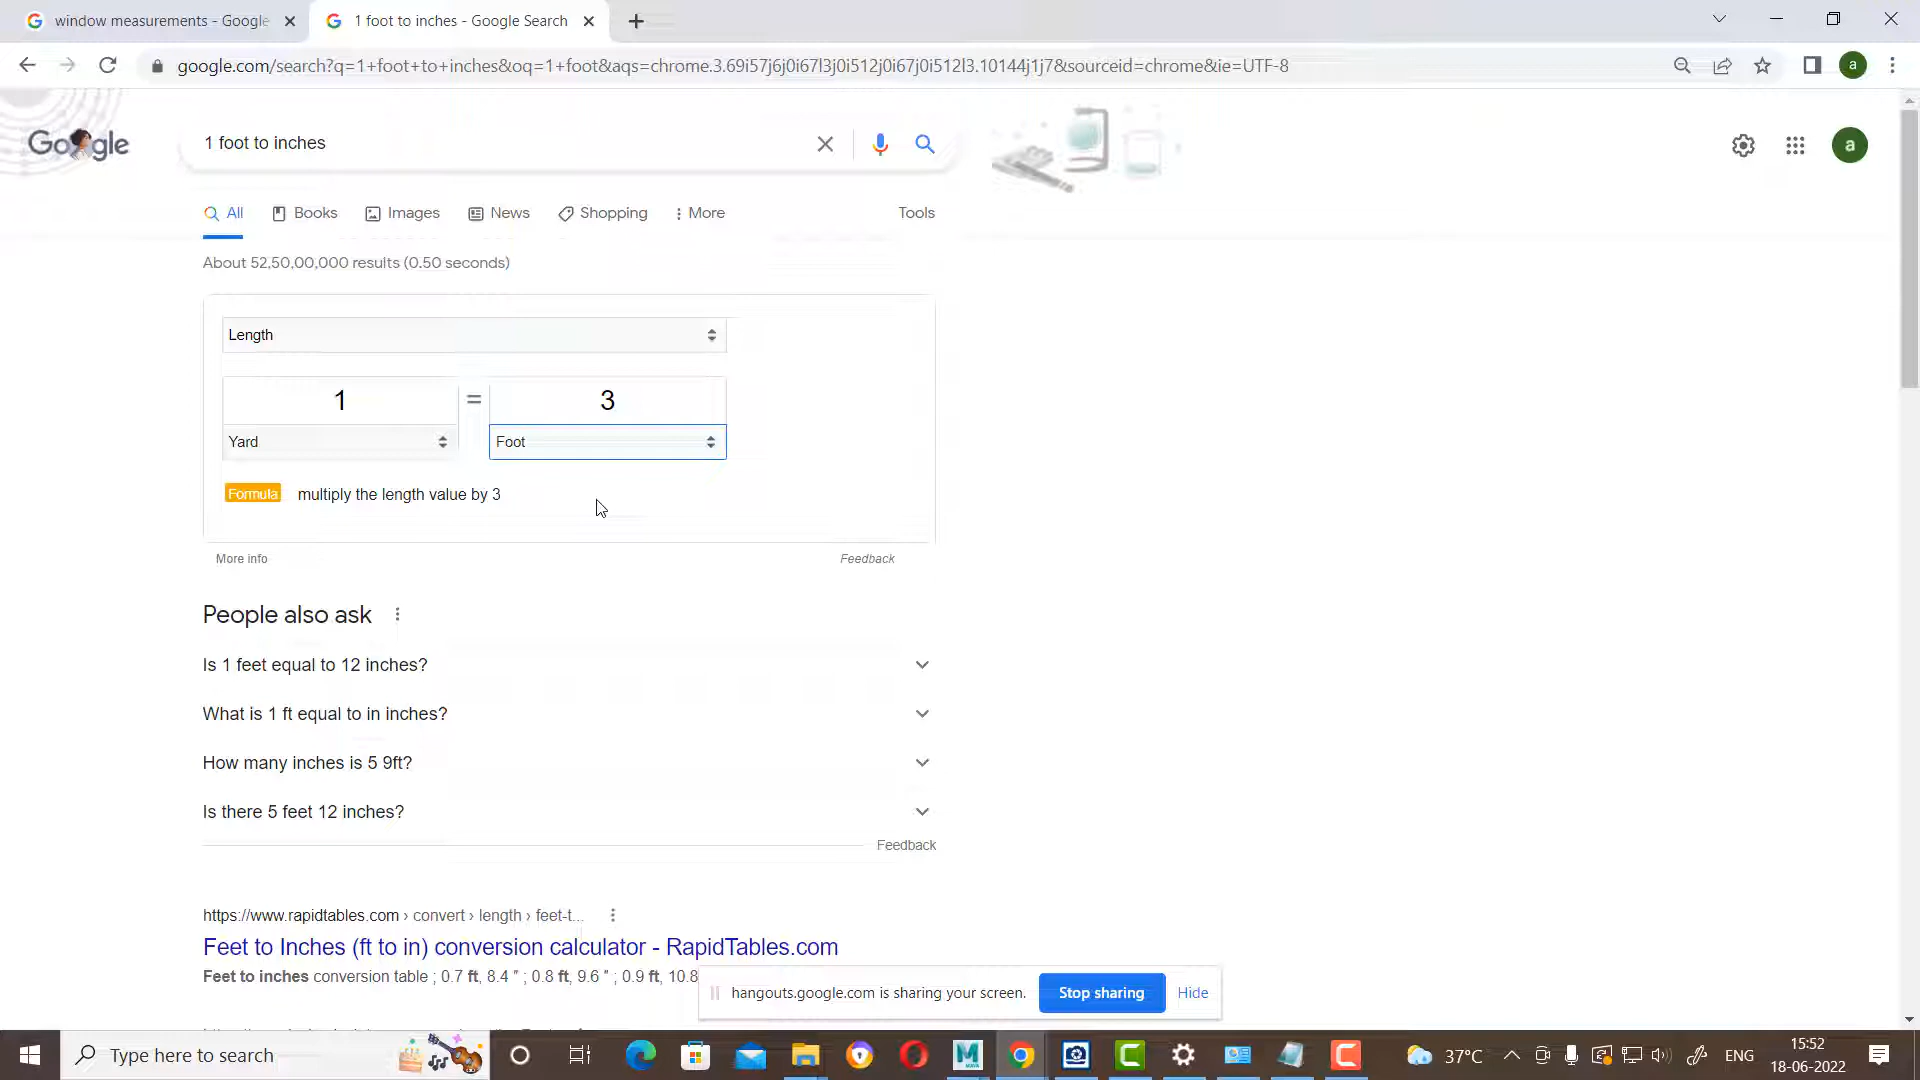 window measurements - Google
1 foot to inches - Google Search
google.com/search?q=1+foot+to+inches&oq=1+foot&aqs=chrome.3.69i57j6j0i67l3j0i512j0i67j0i512l3.10144j1j7&sourceid=chrome&ie=UTF-8
a
Google
1 foot to inches
a
All
Books
Images
News
Shopping
More
Tools
About 52,50,00,000 results (0.50 seconds)
Length
1 = 3
Yard
Foot
Formula multiply the length value by 3
More info
Feedback
People also ask
Is 1 feet equal to 12 inches?
What is 1 ft equal to in inches?
How many inches is 5 9ft?
Is there 5 feet 12 inches?
Feedback
https://www.rapidtables.com › convert › length › feet-t...
Feet to Inches (ft to in) conversion calculator - RapidTables.com
Feet to inches conversion table ; 0.7 ft, 8.4 ″ ; 0.8 ft, 9.6 ″ ; 0.9 ft, 10.8
hangouts.google.com is sharing your screen.
Stop sharing
Hide
Type here to search
37°C
ENG
15:52
18-06-2022